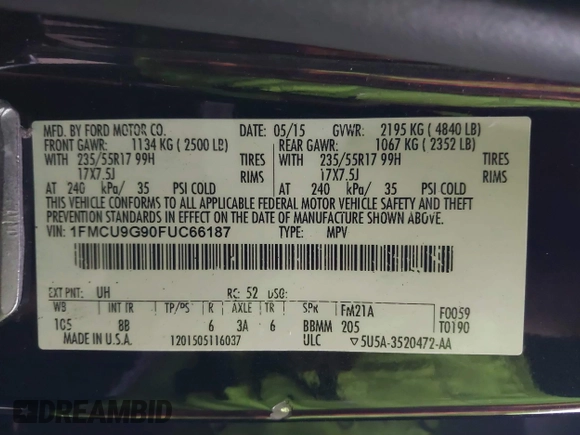 MFD. BY FORD MOTOR CO. 05/15 GVWR: 2195 KG ( 4840 LB)
FRONT GAWR: 1134 KG ( 2500 LB) REAR GAWR: 1067 KG ( 2352 LB)
WITH 235/55R17 99H TIRES WITH 235/55R17 99H TIRES
17X7.5J RIMS 17X7.5J RIMS
AT 240 kPa/ 35 PSI COLD AT 240 kPa/ 35 PSI COLD
THIS VEHICLE CONFORMS TO ALL APPLICABLE FEDERAL MOTOR VEHICLE SAFETY AND THEFT
PREVENTION STANDARDS IN EFFECT ON THE DATE OF MANUFACTURE SHOWN ABOVE.
VIN: 1FMCU9G90FUC66187 TYPE: MPV
EXT PNT: UH RC: 52 DSO:
WB INT TR TP/PS R AXLE TR SPR FM21A F0059
105 8B 6 3A 6 BBMM 205 T0190
MADE IN U.S.A. 1201505116037 ULC ▽5U5A-3520472-AA
DREAMBID